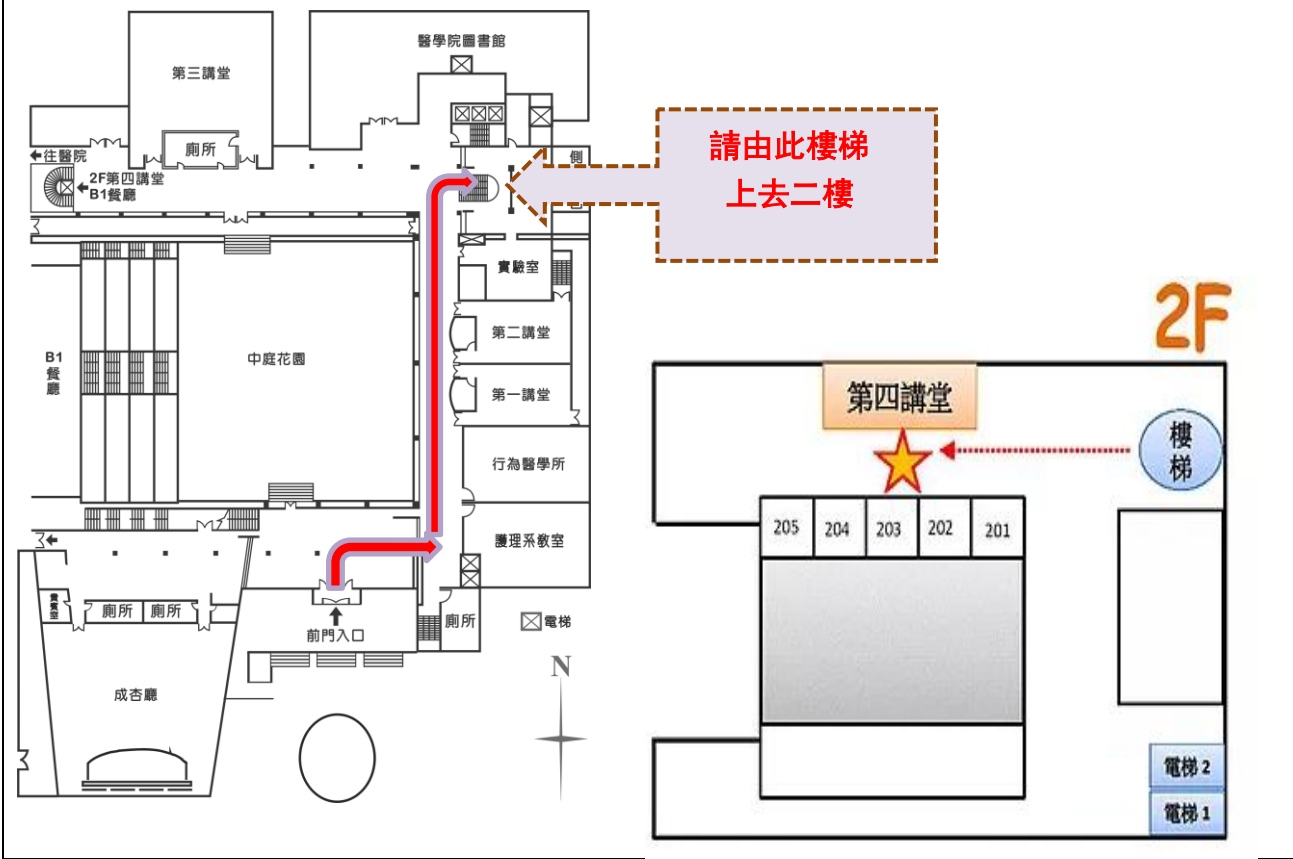 醫學院圖書館
第三講堂
廁所
往醫院
2F第四講堂
B1餐廳
側
請由此樓梯
上去二樓
實驗室
第二講堂
B1
餐
廳
中庭花園
第一講堂
行為醫學所
護理系教室
貴賓室
廁所
廁所
前門入口
廁所
電梯
N
成杏廳
2F
第四講堂
樓
梯
205
204
203
202
201
電梯 2
電梯 1